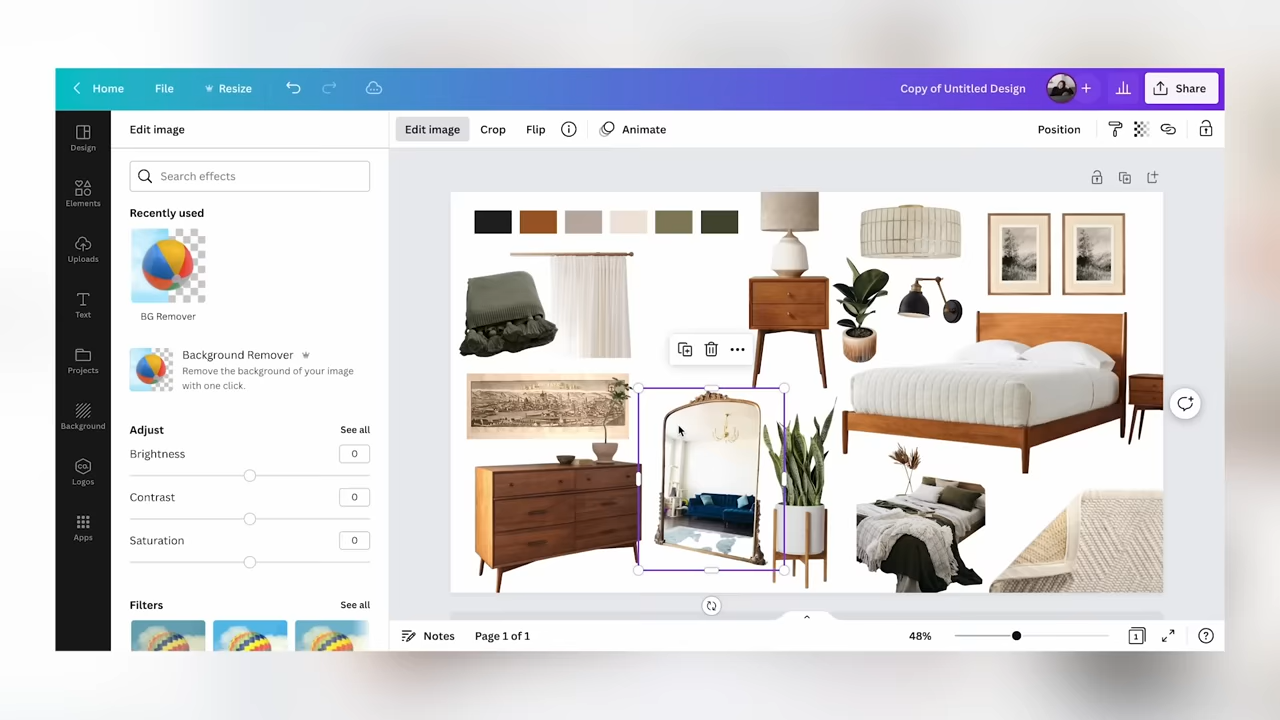 Home File Resize Copy of Untitled Design Share
Design
Elements
Uploads
Text
Projects
Background
CO.
Logos
Apps
Edit image
Search effects
Recently used
BG Remover
Background Remover
Remove the background of your image
with one click.
Adjust See all
Brightness 0
Contrast 0
Saturation 0
Filters See all
Edit image Crop Flip Animate Position
Notes Page 1 of 1 48% 1